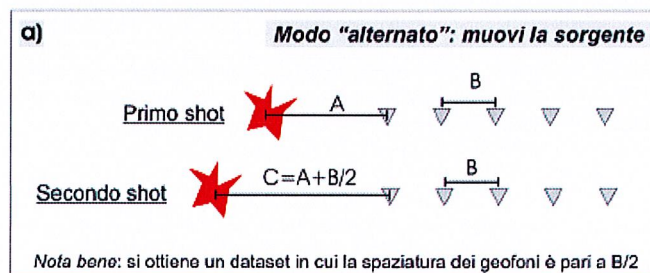 a)
Modo “alternato”: muovi la sorgente
B
Primo shot
A
C=A+B/2
B
Secondo shot
Nota bene: si ottiene un dataset in cui la spaziatura dei geofoni è pari a B/2